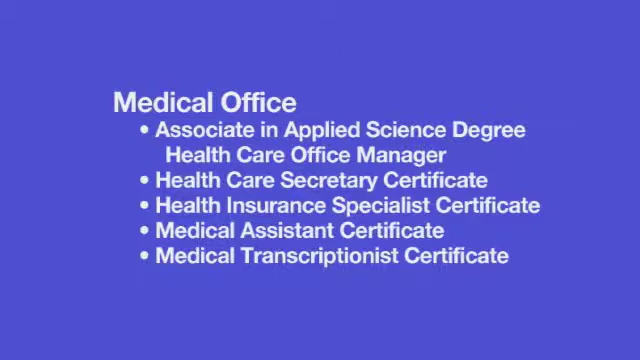 Medical Office
• Associate in Applied Science Degree
Health Care Office Manager
• Health Care Secretary Certificate
• Health Insurance Specialist Certificate
• Medical Assistant Certificate
• Medical Transcriptionist Certificate